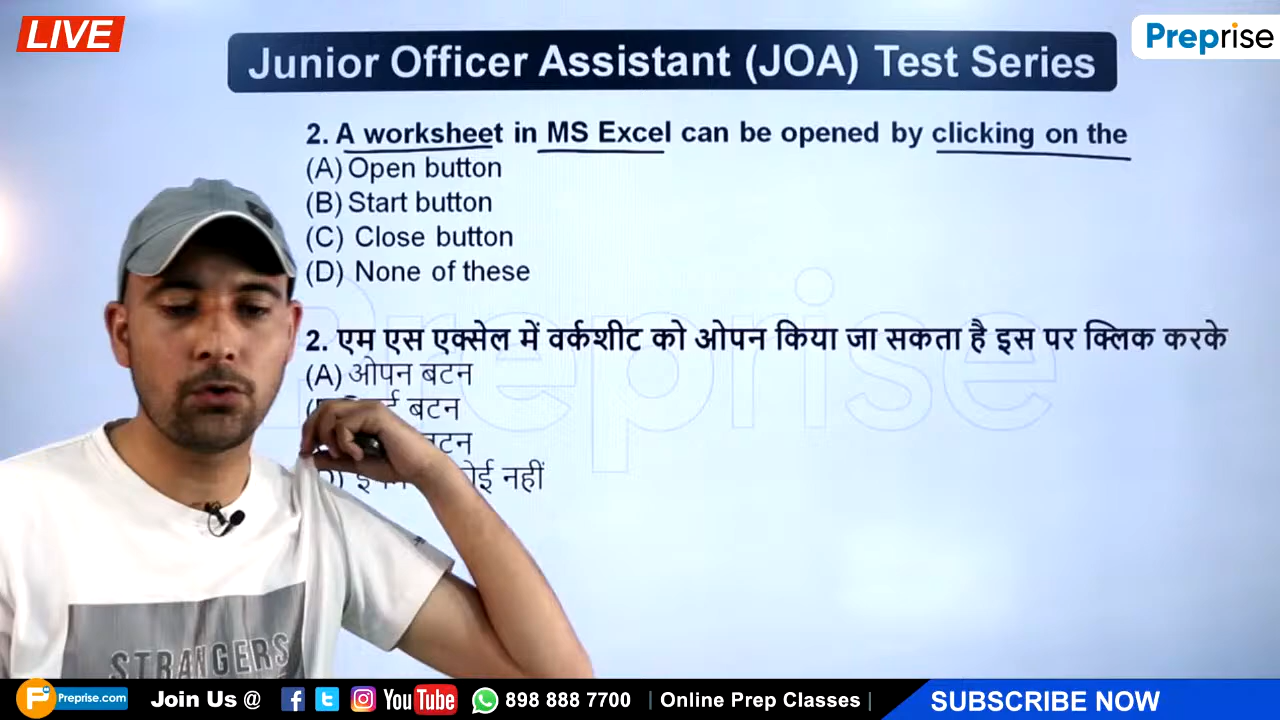 LIVE
Preprise
Junior Officer Assistant (JOA) Test Series
2. A worksheet in MS Excel can be opened by clicking on the
(A) Open button
(B) Start button
(C) Close button
(D) None of these
Preprise
2. एम एस एक्सेल में वर्कशीट को ओपन किया जा सकता है इस पर क्लिक करके
(A) ओपन बटन
बटन
बटन
नहीं
STRANGERS
Preprise.com Join Us @ YouTube 898 888 7700 | Online Prep Classes | SUBSCRIBE NOW